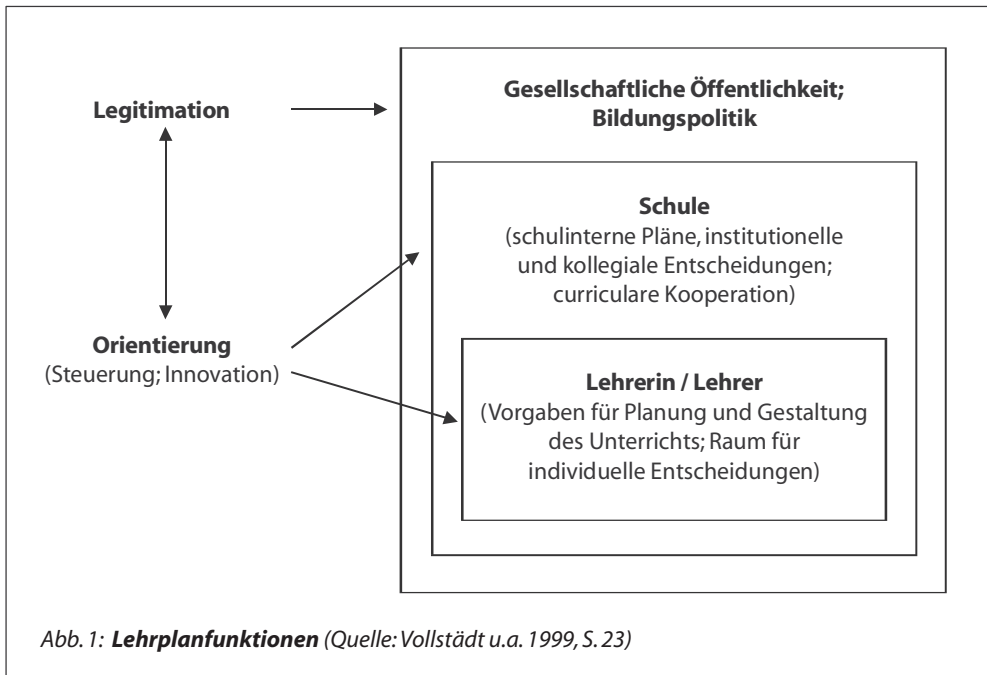 Legitimation
Gesellschaftliche Öffentlichkeit;
Bildungspolitik
Schule
(schulinterne Pläne, institutionelle
und kollegiale Entscheidungen;
curriculare Kooperation)
Orientierung
(Steuerung; Innovation)
Lehrerin / Lehrer
(Vorgaben für Planung und Gestaltung
des Unterrichts; Raum für
individuelle Entscheidungen)
Abb. 1: Lehrplanfunktionen (Quelle: Vollstädt u.a. 1999, S. 23)